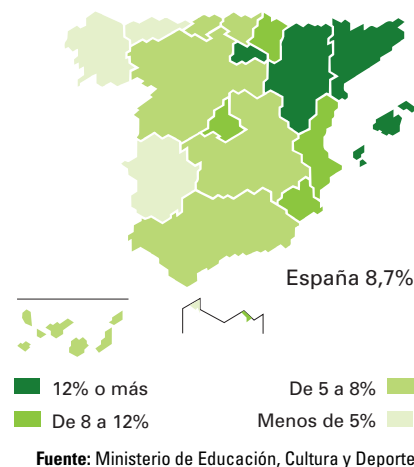 España 8,7%
12% o más
De 5 a 8%
De 8 a 12%
Menos de 5%
Fuente: Ministerio de Educación, Cultura y Deporte